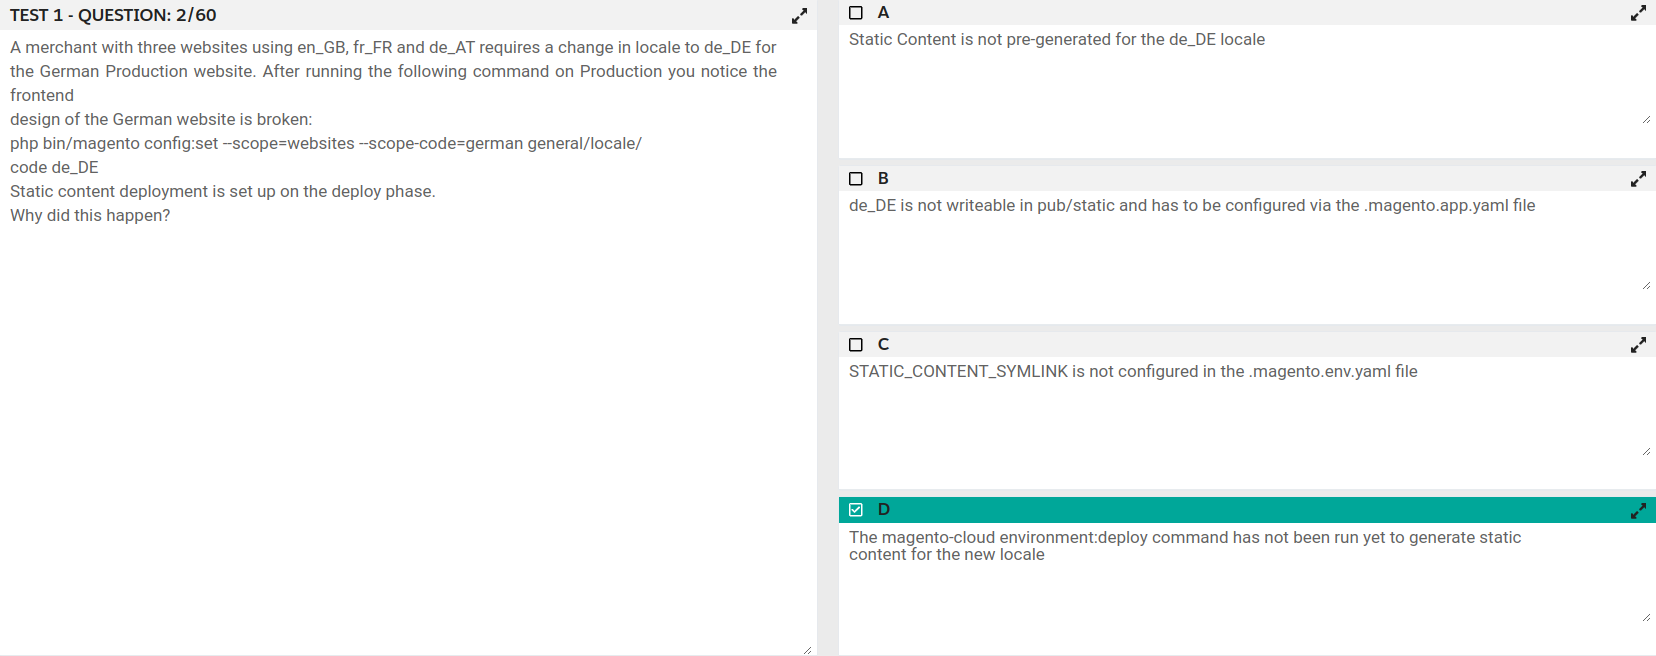 TEST 1 - QUESTION: 2/60
A merchant with three websites using en_GB, fr_FR and de_AT requires a change in locale to de_DE for
the German Production website. After running the following command on Production you notice the
frontend
design of the German website is broken:
php bin/magento config:set --scope=websites --scope-code=german general/locale/
code de_DE
Static content deployment is set up on the deploy phase.
Why did this happen?
A
Static Content is not pre-generated for the de_DE locale
B
de_DE is not writeable in pub/static and has to be configured via the .magento.app.yaml file
C
STATIC_CONTENT_SYMLINK is not configured in the .magento.env.yaml file
D
The magento-cloud environment:deploy command has not been run yet to generate static
content for the new locale